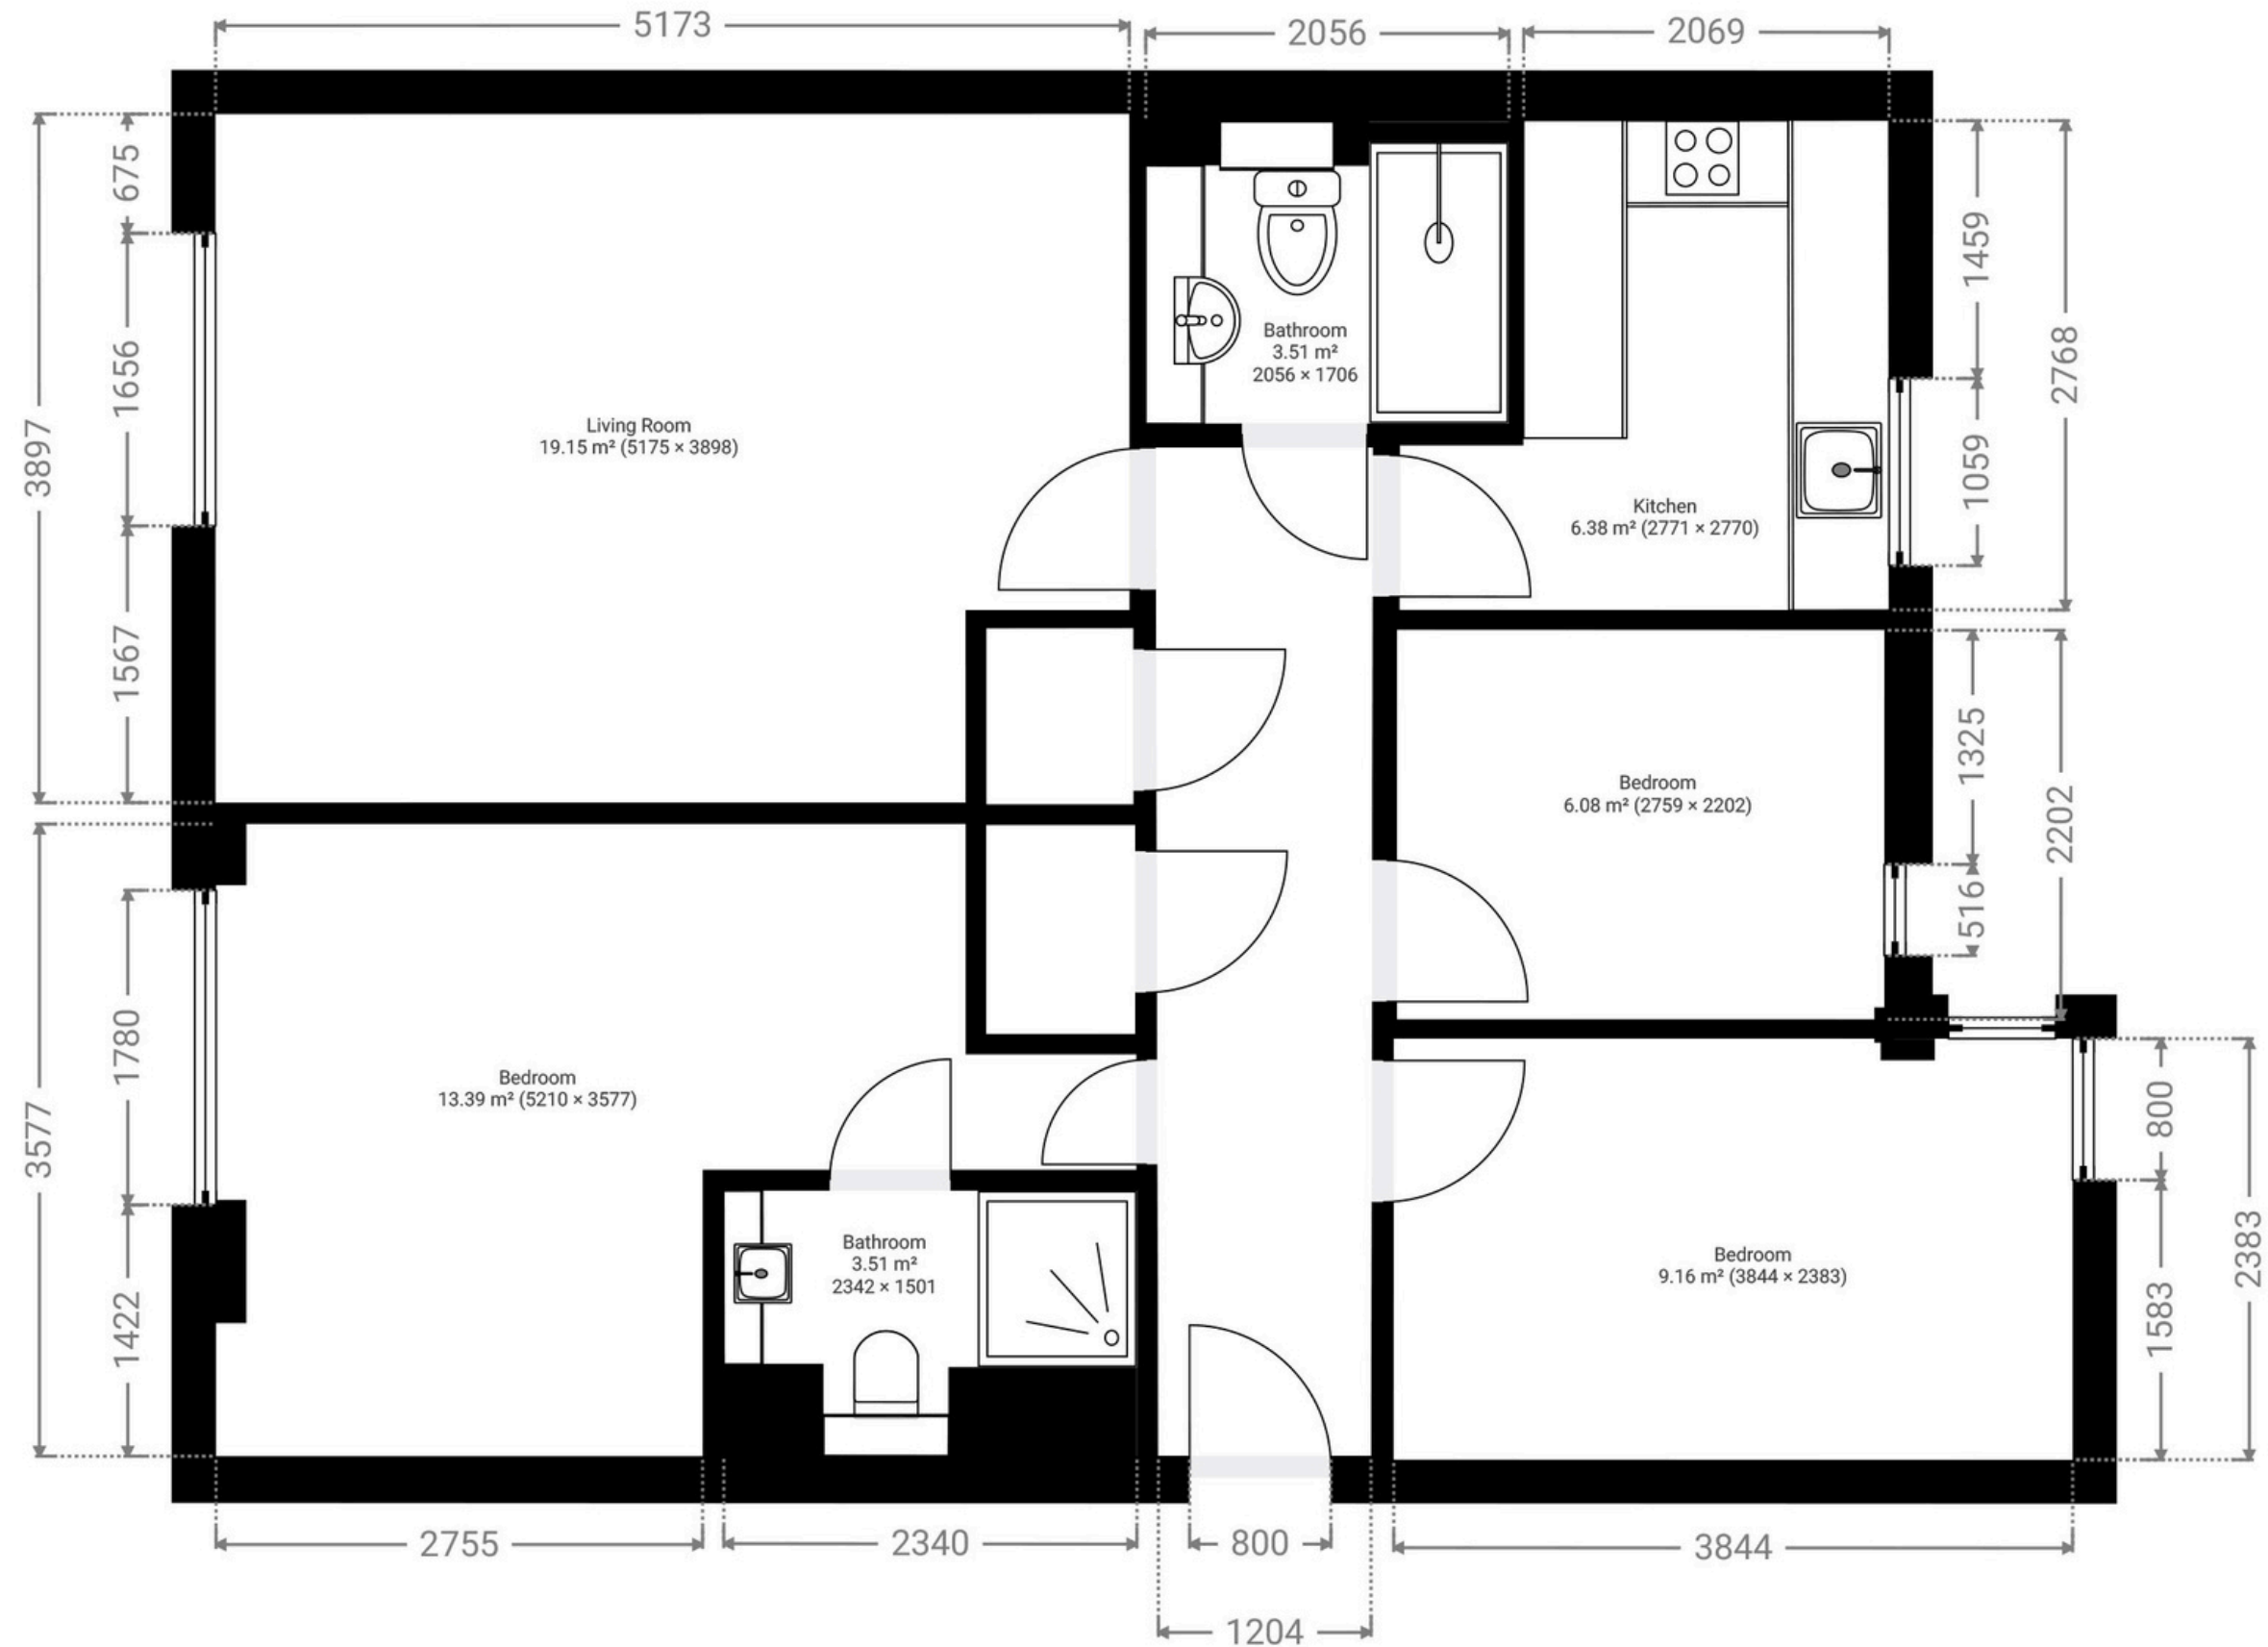 5173
2056
2069
675
1656
1567
3897
1459
1059
2768
Bathroom
3.51 m²
2056 × 1706
Living Room
19.15 m² (5175 × 3898)
Kitchen
6.38 m² (2771 × 2770)
1325
516
2202
Bedroom
6.08 m² (2759 × 2202)
3577
1780
1422
Bedroom
13.39 m² (5210 × 3577)
Bathroom
3.51 m²
2342 × 1501
Bedroom
9.16 m² (3844 × 2383)
800
1583
2383
2755
2340
800
3844
1204